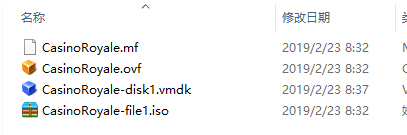 名称 修改日期
CasinoRoyale.mf 2019/2/23 8:32
CasinoRoyale.ovf 2019/2/23 8:32
CasinoRoyale-disk1.vmdk 2019/2/23 8:37
CasinoRoyale-file1.iso 2019/2/23 8:32